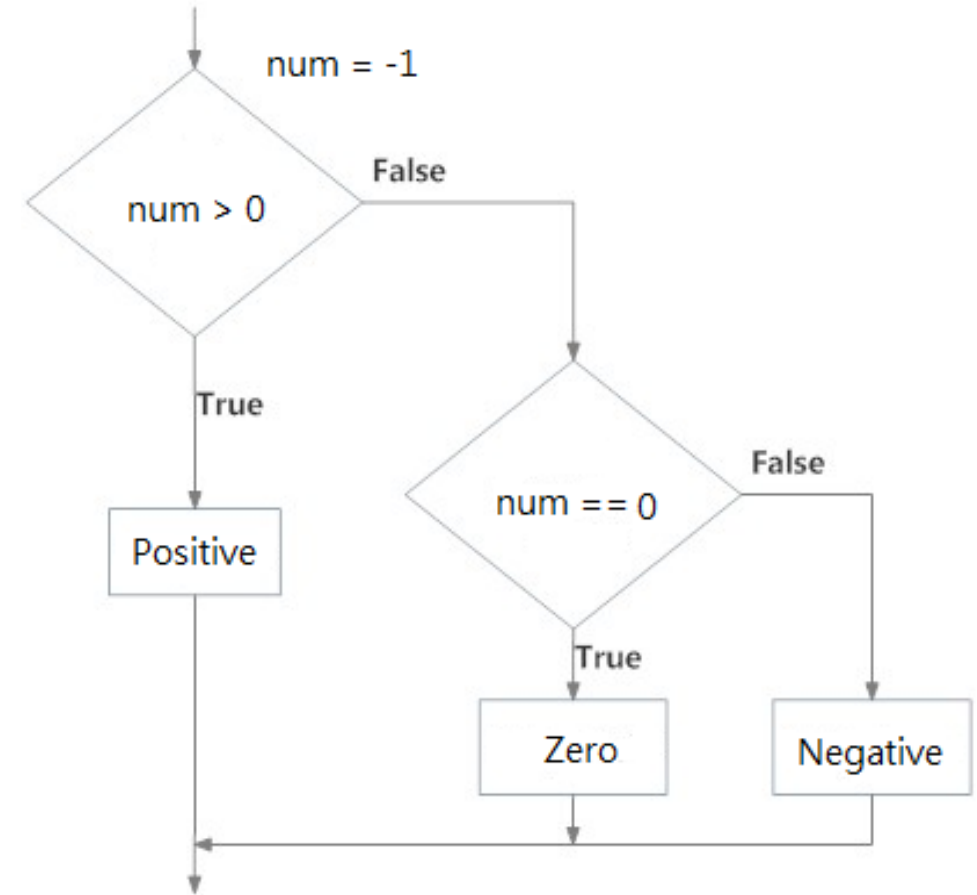 num = -1
False
num > 0
True
False
num == 0
Positive
True
Zero
Negative